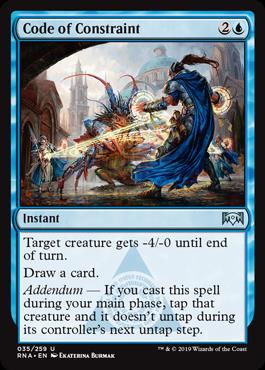 Code of Constraint 2
Instant
Target creature gets -4/-0 until end
of turn.
Draw a card.
Addendum — If you cast this spell
during your main phase, tap that
creature and it doesn't untap during
its controller's next untap step.
035/259 U
RNA • EN Ekaterina Burmak
™ & © 2019 Wizards of the Coast